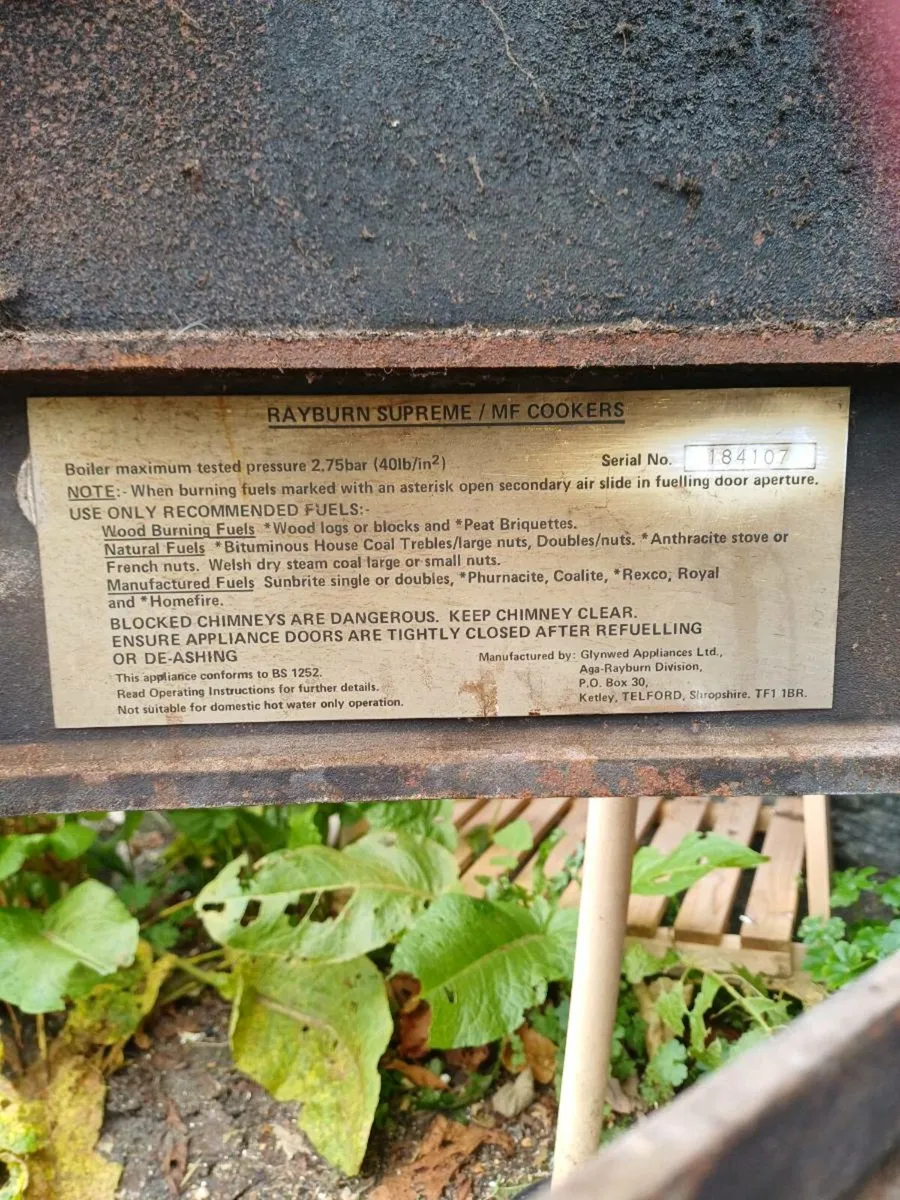 RAYBURN SUPREME / MF COOKERS
Boiler maximum tested pressure 2,75bar (40lb/in²)
Serial No. 184107
NOTE:- When burning fuels marked with an asterisk open secondary air slide in fuelling door aperture.
USE ONLY RECOMMENDED FUELS:-
Wood Burning Fuels *Wood logs or blocks and *Peat Briquettes.
Natural Fuels *Bituminous House Coal Trebles/large nuts, Doubles/nuts. *Anthracite stove or
French nuts. Welsh dry steam coal large or small nuts.
Manufactured Fuels Sunbrite single or doubles, *Phurnacite, Coalite, *Rexco, Royal
and *Homefire.
BLOCKED CHIMNEYS ARE DANGEROUS. KEEP CHIMNEY CLEAR.
ENSURE APPLIANCE DOORS ARE TIGHTLY CLOSED AFTER REFUELLING
OR DE-ASHING
This appliance conforms to BS 1252.
Read Operating Instructions for further details.
Not suitable for domestic hot water only operation.
Manufactured by: Glynwed Appliances Ltd.,
Aga-Rayburn Division,
P.O. Box 30,
Ketley, TELFORD, Shropshire. TF1 1BR.